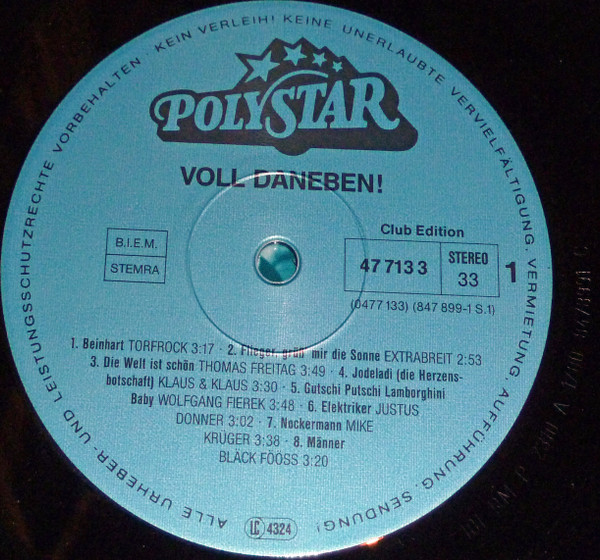 ALLE URHEBER- UND LEISTUNGSSCHUTZRECHTE VORBEHALTEN · KEIN VERLEIH! KEINE UNERLAUBTE VERVIELFÄLTIGUNG, VERMIETUNG, AUFFÜHRUNG, SENDUNG!
POLYSTAR
VOLL DANEBEN!
Club Edition
B.I.E.M.
STEMRA
47 713 3
STEREO
33
1
(0477 133) (847 899-1 S.1)
1. Beinhart TORFROCK 3:17 · 2. Flieger, grüß' mir die Sonne EXTRABREIT 2:53
3. Die Welt ist schön THOMAS FREITAG 3:49 · 4. Jodeladi (die Herzens-
botschaft) KLAUS & KLAUS 3:30 · 5. Gutschi Putschi Lamborghini
Baby WOLFGANG FIEREK 3:48 · 6. Elektriker JUSTUS
DONNER 3:02 · 7. Nockermann MIKE
KRÜGER 3:38 · 8. Männer
BLÄCK FÖÖSS 3:20
LC 4324